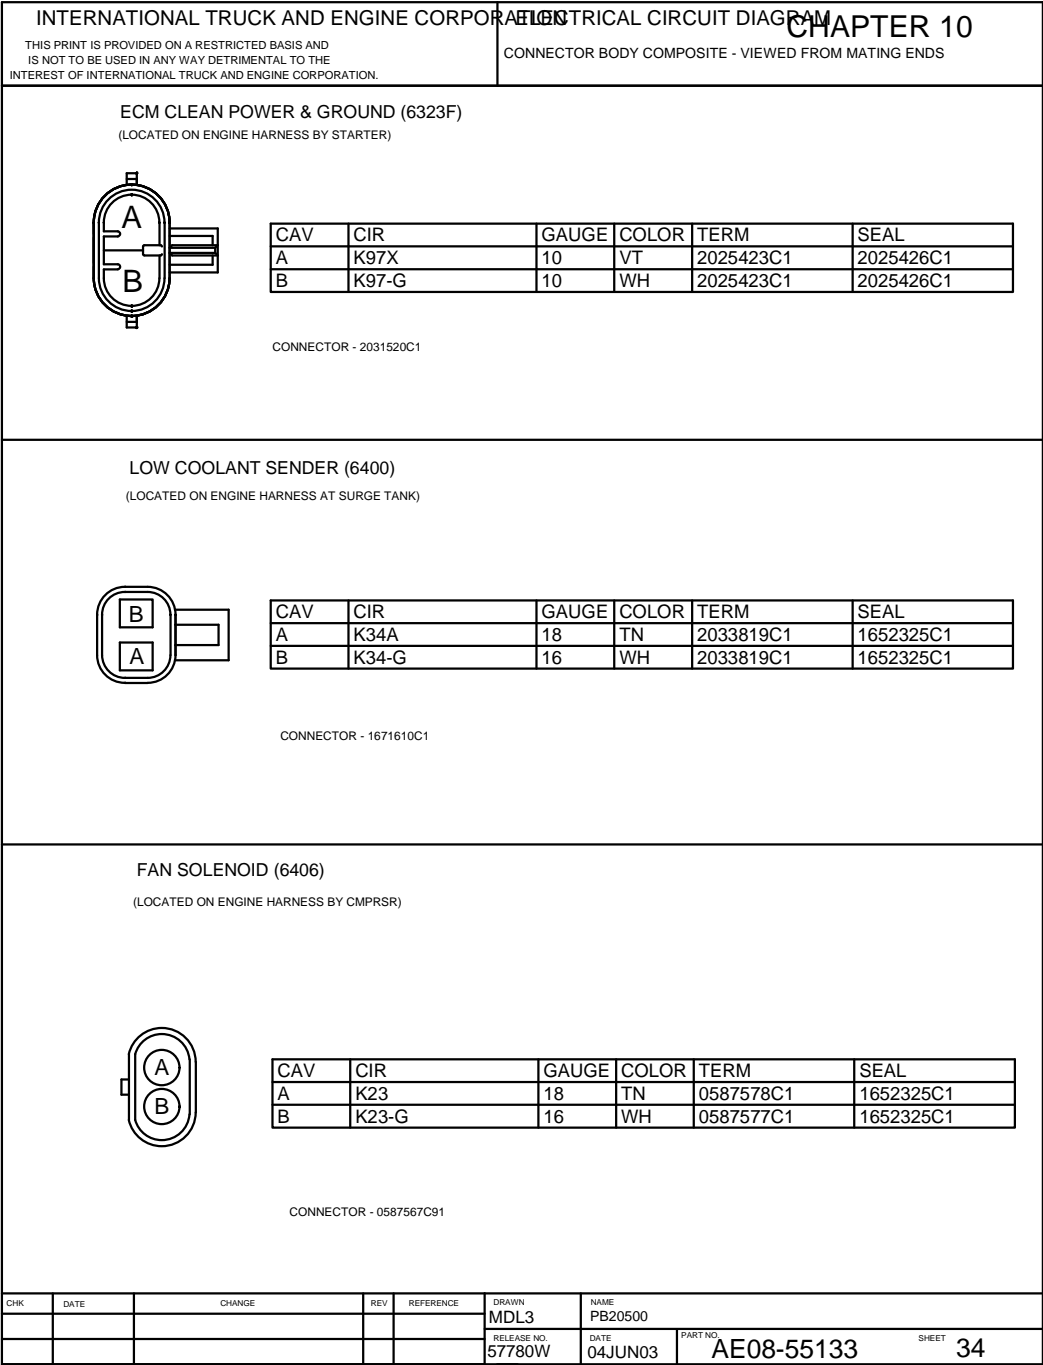 INTERNATIONAL TRUCK AND ENGINE CORPORATION
ELECTRICAL CIRCUIT DIAGRAM
CHAPTER 10
THIS PRINT IS PROVIDED ON A RESTRICTED BASIS AND
IS NOT TO BE USED IN ANY WAY DETRIMENTAL TO THE
INTEREST OF INTERNATIONAL TRUCK AND ENGINE CORPORATION.
CONNECTOR BODY COMPOSITE - VIEWED FROM MATING ENDS
ECM CLEAN POWER & GROUND (6323F)
(LOCATED ON ENGINE HARNESS BY STARTER)
A
B
CAV CIR GAUGE COLOR TERM SEAL
A K97X 10 VT 2025423C1 2025426C1
B K97-G 10 WH 2025423C1 2025426C1
CONNECTOR - 2031520C1
LOW COOLANT SENDER (6400)
(LOCATED ON ENGINE HARNESS AT SURGE TANK)
B
A
CAV CIR GAUGE COLOR TERM SEAL
A K34A 18 TN 2033819C1 1652325C1
B K34-G 16 WH 2033819C1 1652325C1
CONNECTOR - 1671610C1
FAN SOLENOID (6406)
(LOCATED ON ENGINE HARNESS BY CMPRSR)
A
B
CAV CIR GAUGE COLOR TERM SEAL
A K23 18 TN 0587578C1 1652325C1
B K23-G 16 WH 0587577C1 1652325C1
CONNECTOR - 0587567C91
CHK DATE CHANGE REV REFERENCE DRAWN NAME
MDL3 PB20500
RELEASE NO. DATE PART NO. SHEET
57780W 04JUN03 AE08-55133 34